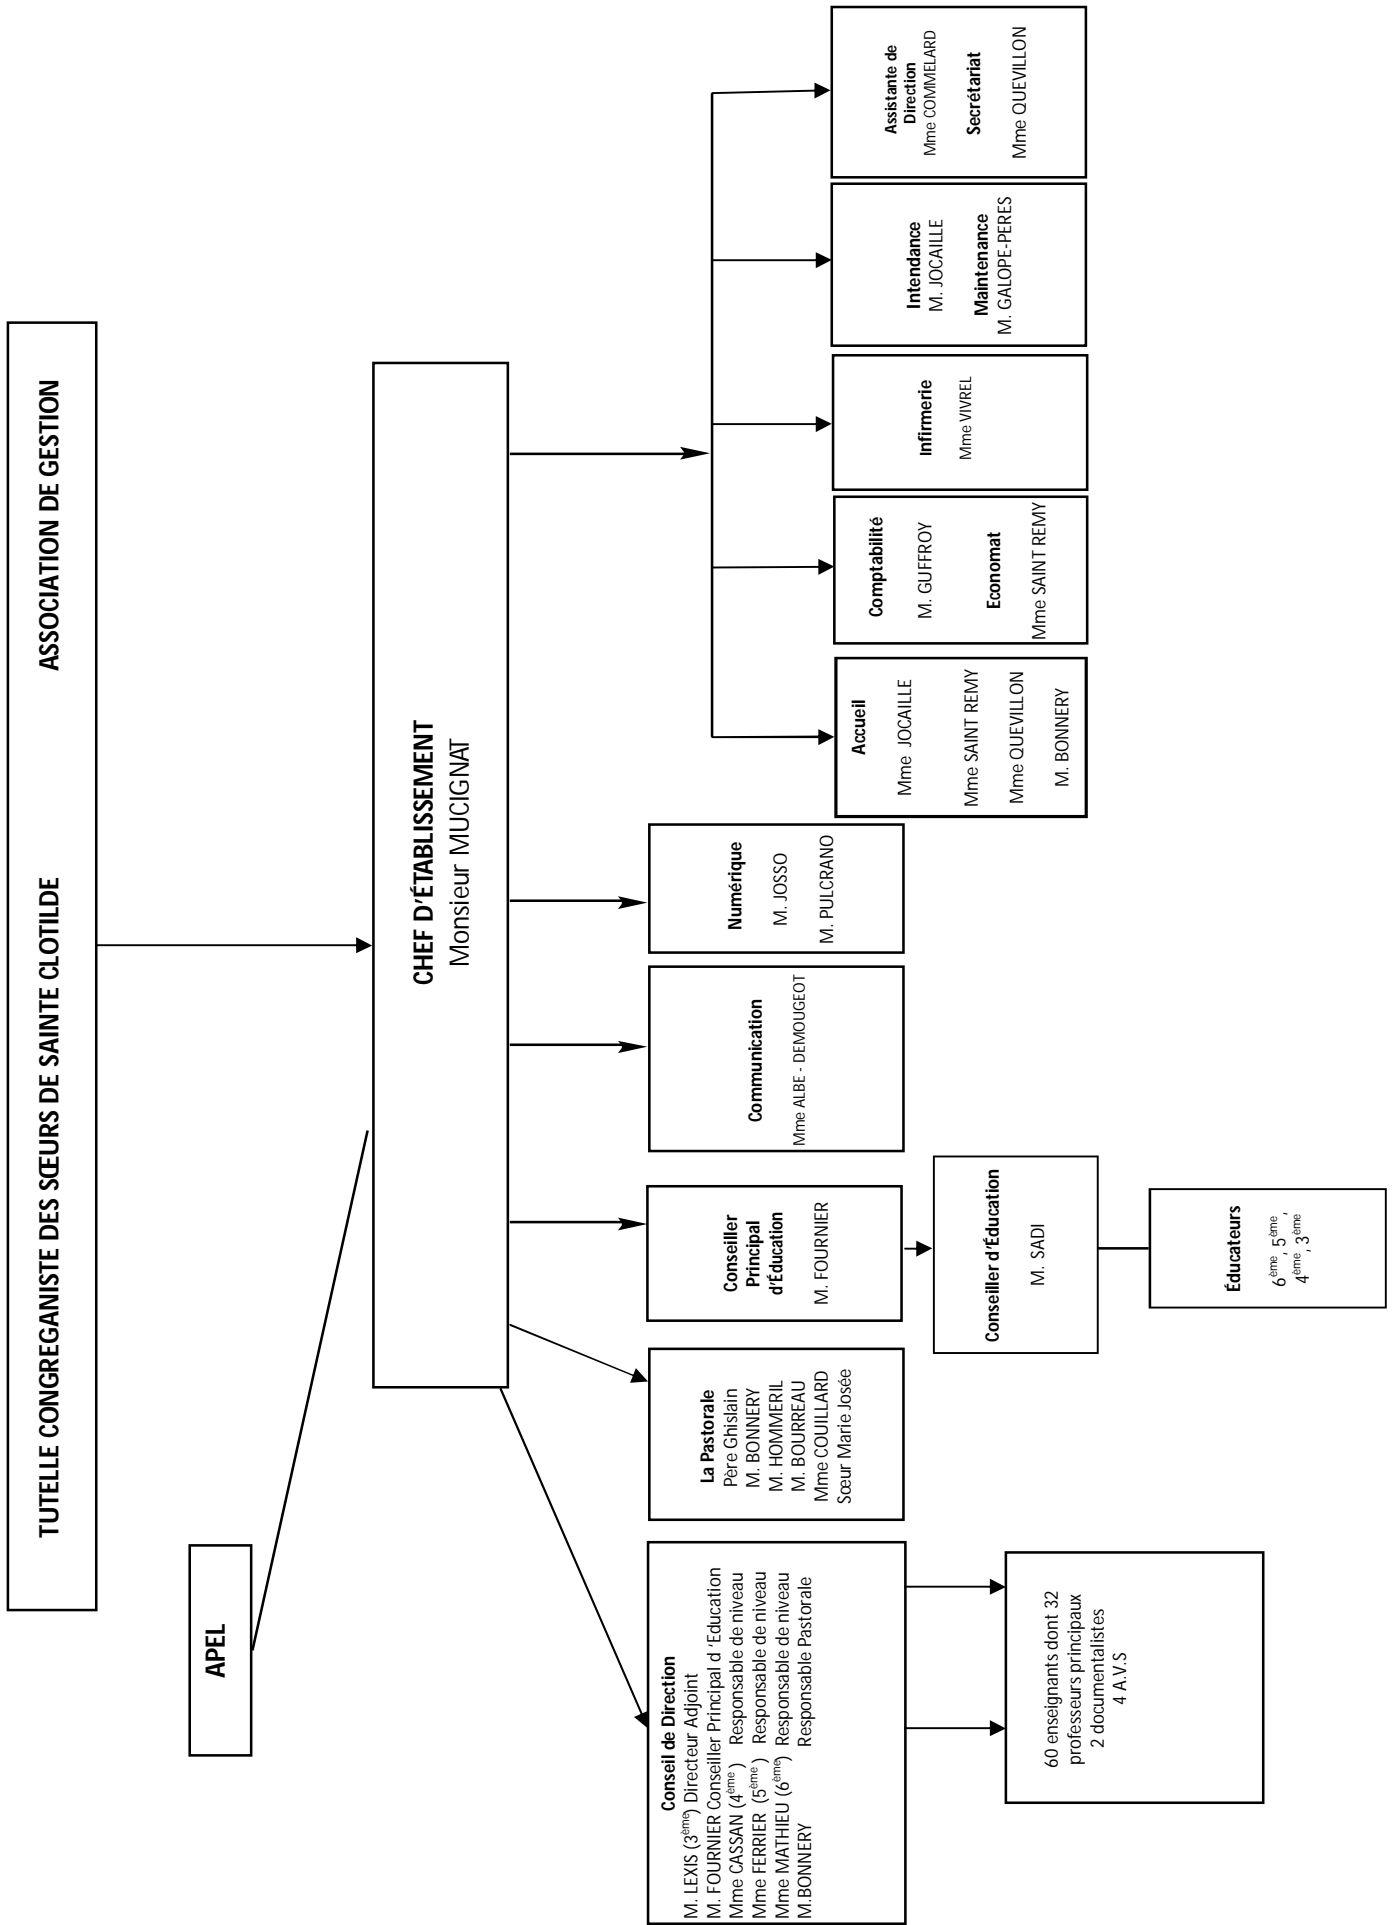 TUTELLE CONGREGANISTE DES SŒURS DE SAINTE CLOTILDE ASSOCIATION DE GESTION
APEL
CHEF D'ÉTABLISSEMENT
Monsieur MUCIGNAT
Conseil de Direction
M. LEXIS (3ème) Directeur Adjoint
M. FOURNIER Conseiller Principal d 'Education
Mme CASSAN (4ème ) Responsable de niveau
Mme FERRIER (5ème ) Responsable de niveau
Mme MATHIEU (6ème) Responsable de niveau
M.BONNERY Responsable Pastorale
La Pastorale
Père Ghislain
M. BONNERY
M. HOMMERIL
M. BOURREAU
Mme COUILLARD
Sœur Marie Josée
Conseiller
Principal
d'Éducation
M. FOURNIER
Communication
Mme ALBE - DEMOUGEOT
Numérique
M. JOSSO
M. PULCRANO
Accueil
Mme JOCAILLE
Mme SAINT REMY
Mme QUEVILLON
M. BONNERY
Comptabilité
M. GUFFROY
Economat
Mme SAINT REMY
Infirmerie
Mme VIVREL
Intendance
M. JOCAILLE
Maintenance
M. GALOPE-PERES
Assistante de
Direction
Mme COMMELARD
Secrétariat
Mme QUEVILLON
60 enseignants dont 32
professeurs principaux
2 documentalistes
4 A.V.S
Conseiller d'Éducation
M. SADI
Éducateurs
6ème, 5ème,
4ème, 3ème